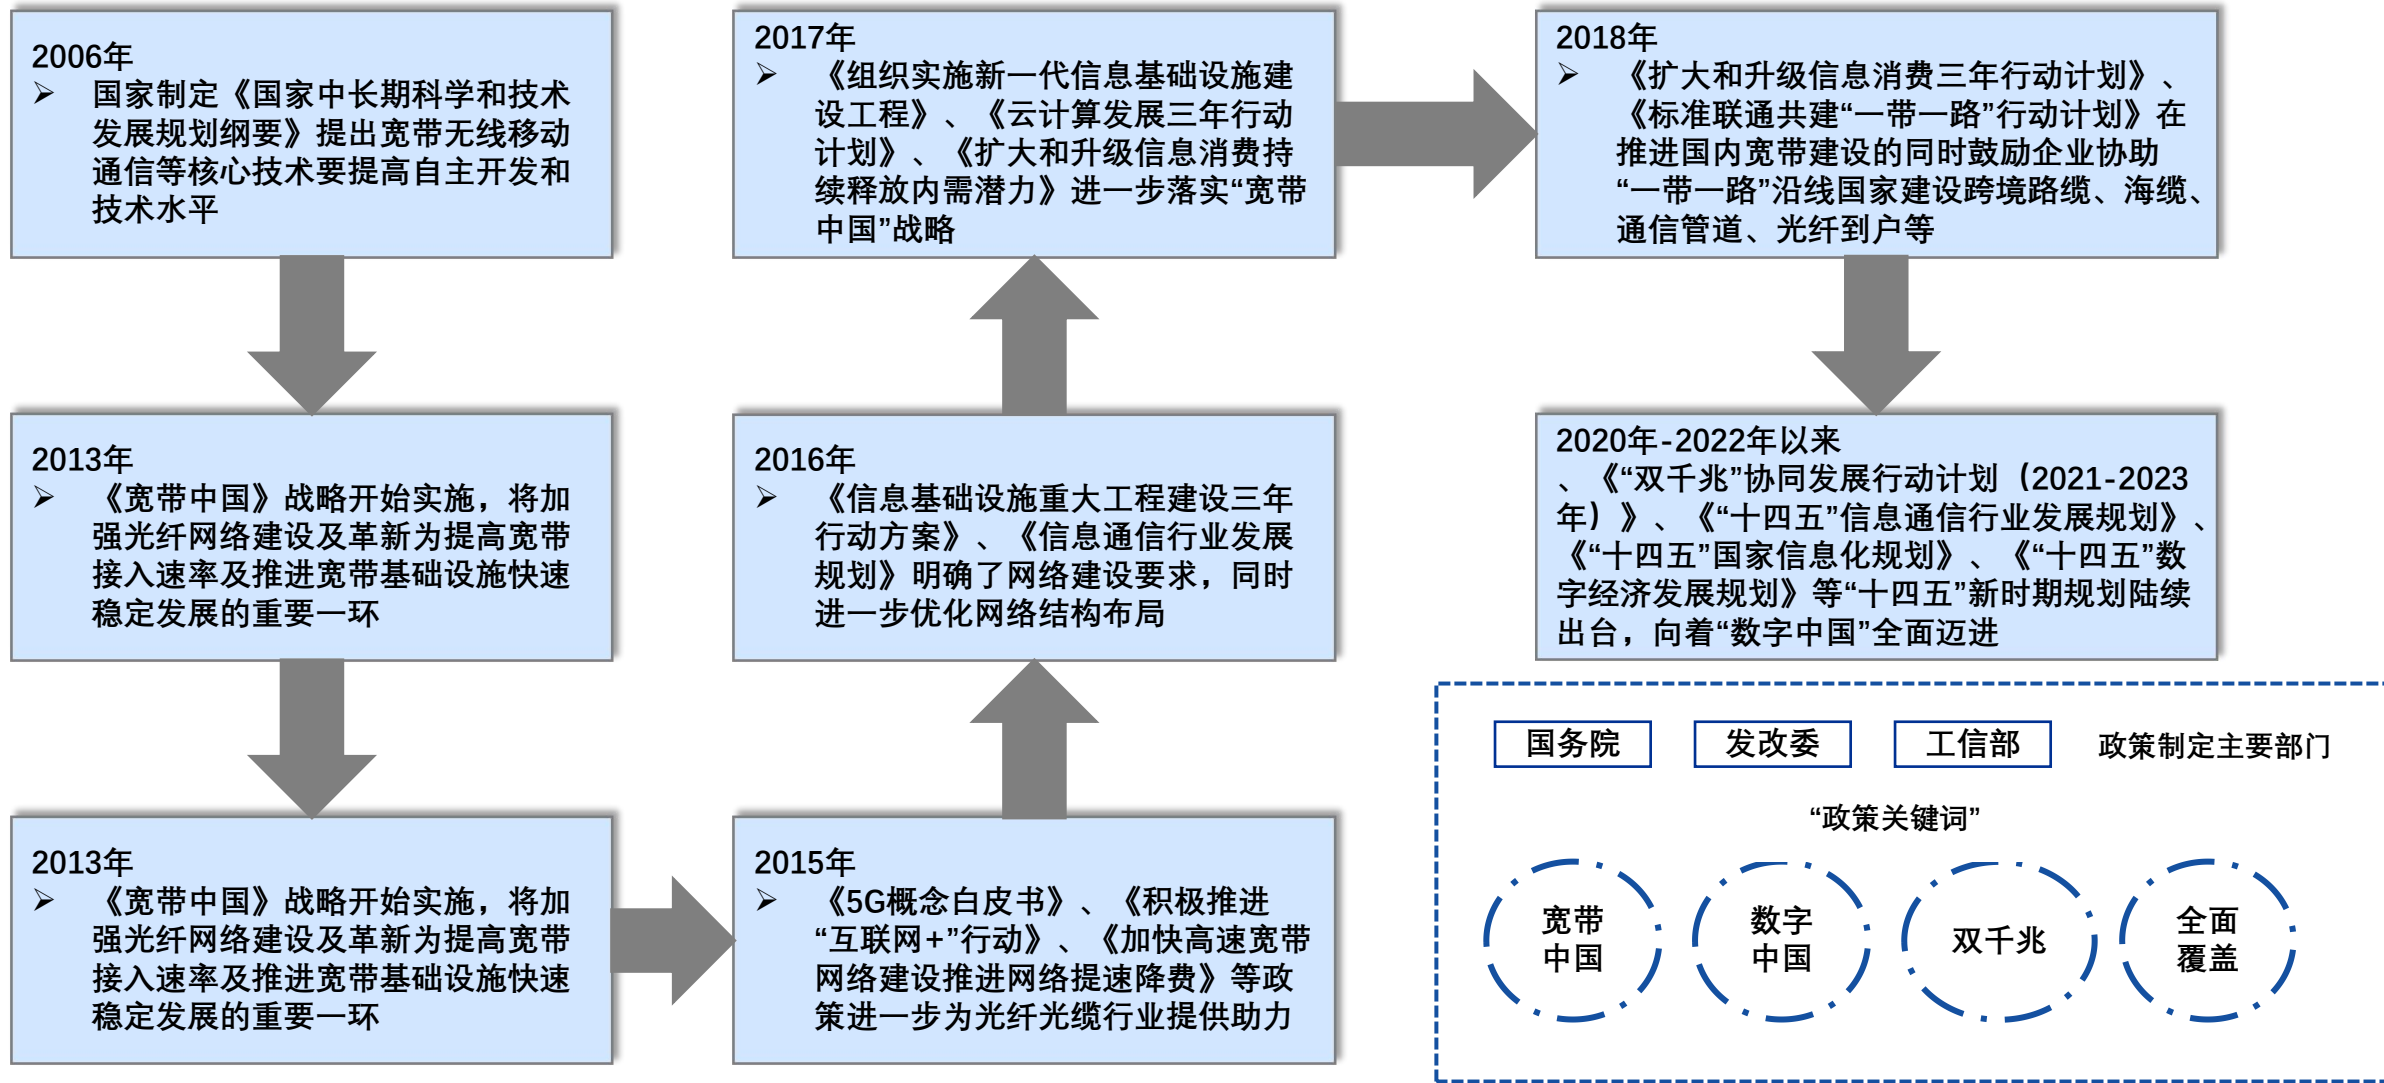 2006年
➢ 国家制定《国家中长期科学和技术
发展规划纲要》提出宽带无线移动
通信等核心技术要提高自主开发和
技术水平
2013年
➢ 《宽带中国》战略开始实施，将加
强光纤网络建设及革新为提高宽带
接入速率及推进宽带基础设施快速
稳定发展的重要一环
2013年
➢ 《宽带中国》战略开始实施，将加
强光纤网络建设及革新为提高宽带
接入速率及推进宽带基础设施快速
稳定发展的重要一环
2015年
➢ 《5G概念白皮书》、《积极推进
“互联网+”行动》、《加快高速宽带
网络建设推进网络提速降费》等政
策进一步为光纤光缆行业提供助力
2016年
➢ 《信息基础设施重大工程建设三年
行动方案》、《信息通信行业发展
规划》明确了网络建设要求，同时
进一步优化网络结构布局
2017年
➢ 《组织实施新一代信息基础设施建
设工程》、《云计算发展三年行动
计划》、《扩大和升级信息消费持
续释放内需潜力》进一步落实“宽带
中国”战略
2018年
➢ 《扩大和升级信息消费三年行动计划》、
《标准联通共建“一带一路”行动计划》在
推进国内宽带建设的同时鼓励企业协助
“一带一路”沿线国家建设跨境路缆、海缆、
通信管道、光纤到户等
2020年-2022年以来
、《“双千兆”协同发展行动计划（2021-2023
年）》、《“十四五”信息通信行业发展规划》、
《“十四五”国家信息化规划》、《“十四五”数
字经济发展规划》等“十四五”新时期规划陆续
出台，向着“数字中国”全面迈进
国务院 发改委 工信部 政策制定主要部门
“政策关键词”
宽带
中国
数字
中国
双千兆
全面
覆盖